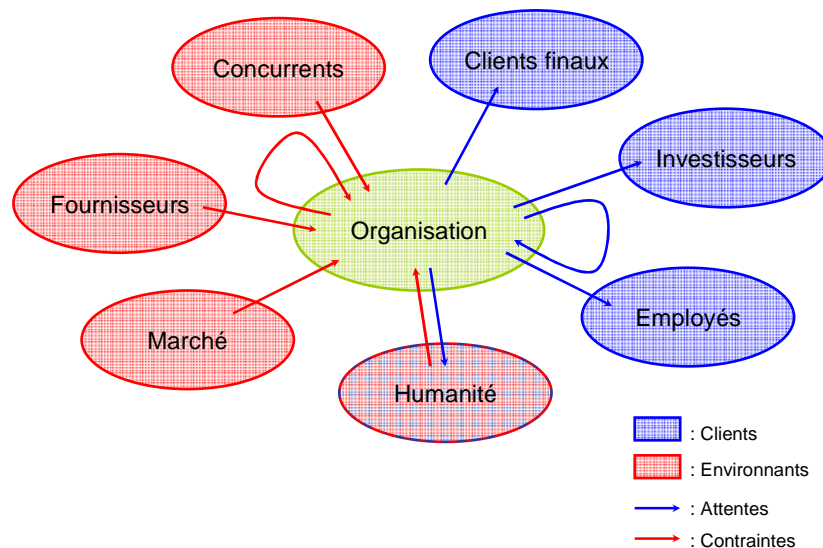 Concurrents
Clients finaux
Fournisseurs
Investisseurs
Organisation
Marché
Employés
Humanité
: Clients
: Environnants
: Attentes
: Contraintes